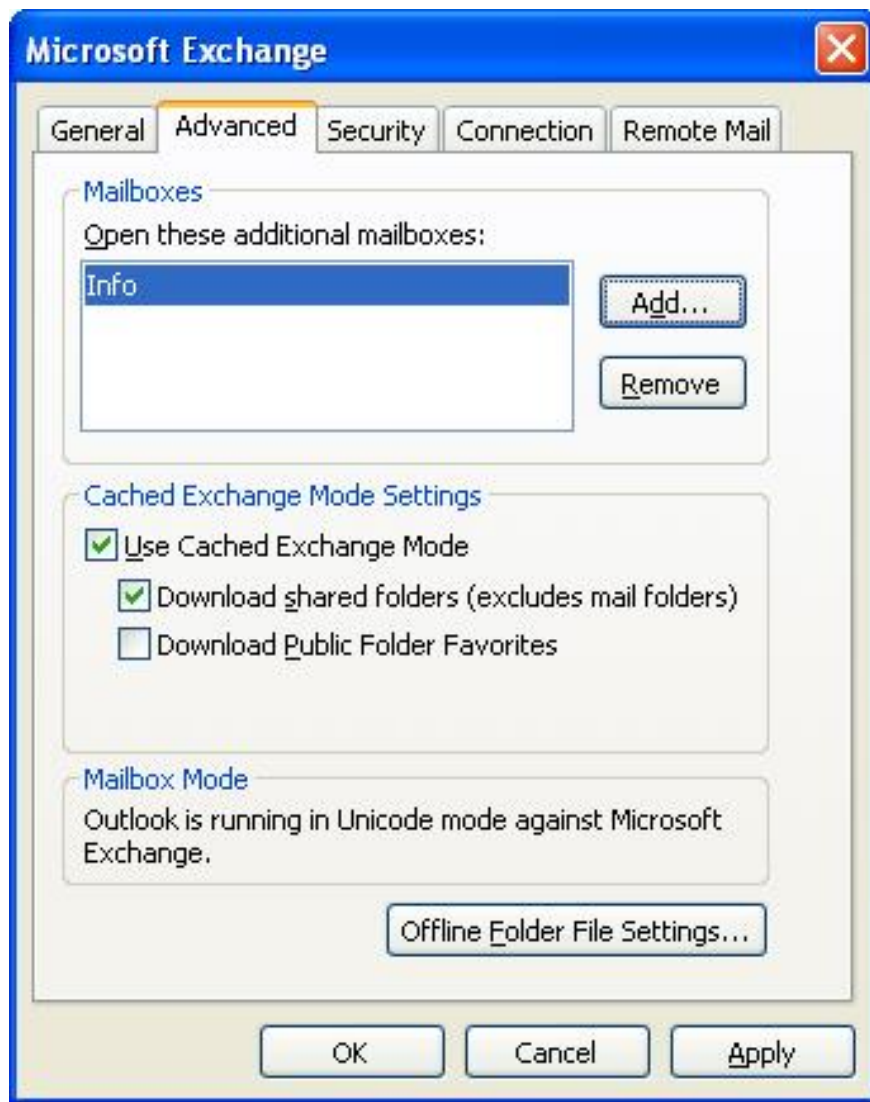 Microsoft Exchange
General Advanced Security Connection Remote Mail
Mailboxes
Open these additional mailboxes:
Info
Add...
Remove
Cached Exchange Mode Settings
Use Cached Exchange Mode
Download shared folders (excludes mail folders)
Download Public Folder Favorites
Mailbox Mode
Outlook is running in Unicode mode against Microsoft
Exchange.
Offline Folder File Settings...
OK Cancel Apply